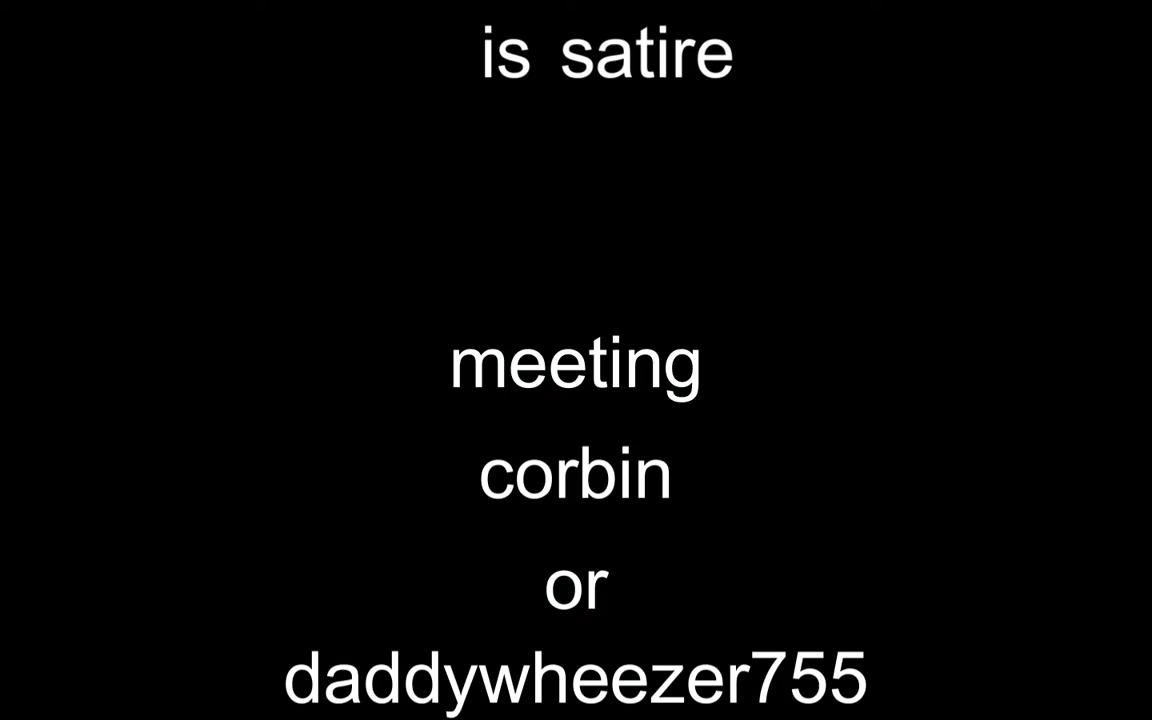 is satire
meeting
corbin
or
daddywheezer755